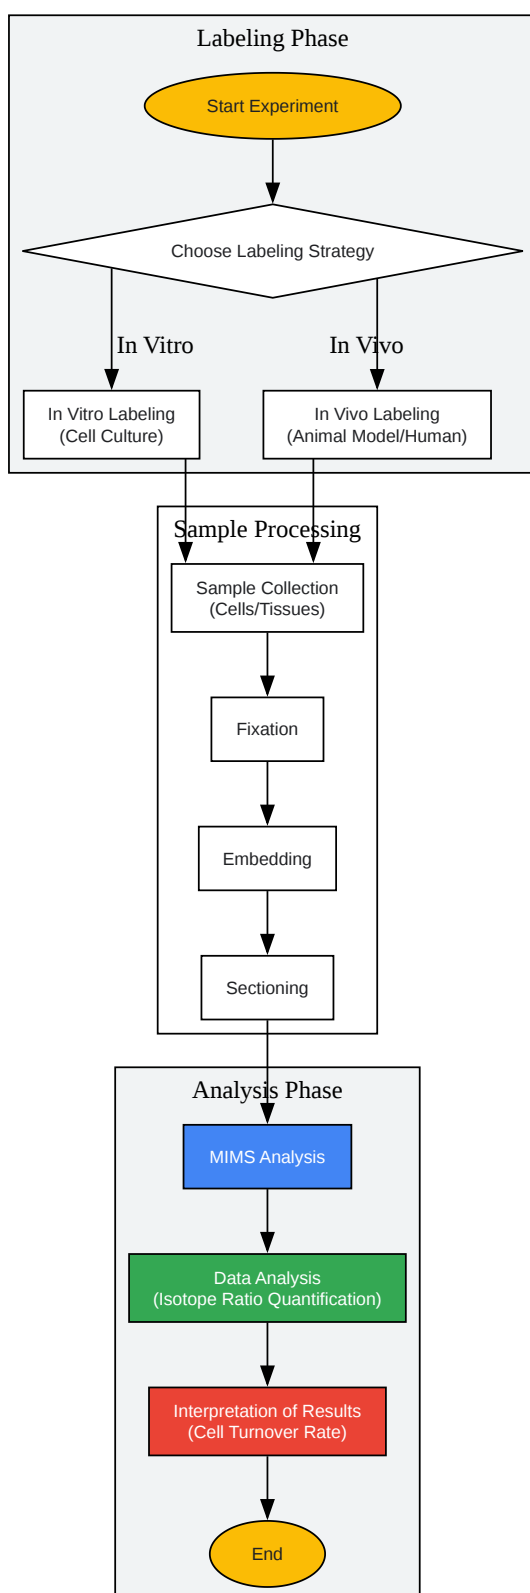 Labeling Phase
Start Experiment
Choose Labeling Strategy
In Vitro
In Vivo
In Vitro Labeling
(Cell Culture)
In Vivo Labeling
(Animal Model/Human)
Sample Processing
Sample Collection
(Cells/Tissues)
Fixation
Embedding
Sectioning
Analysis Phase
MIMS Analysis
Data Analysis
(Isotope Ratio Quantification)
Interpretation of Results
(Cell Turnover Rate)
End